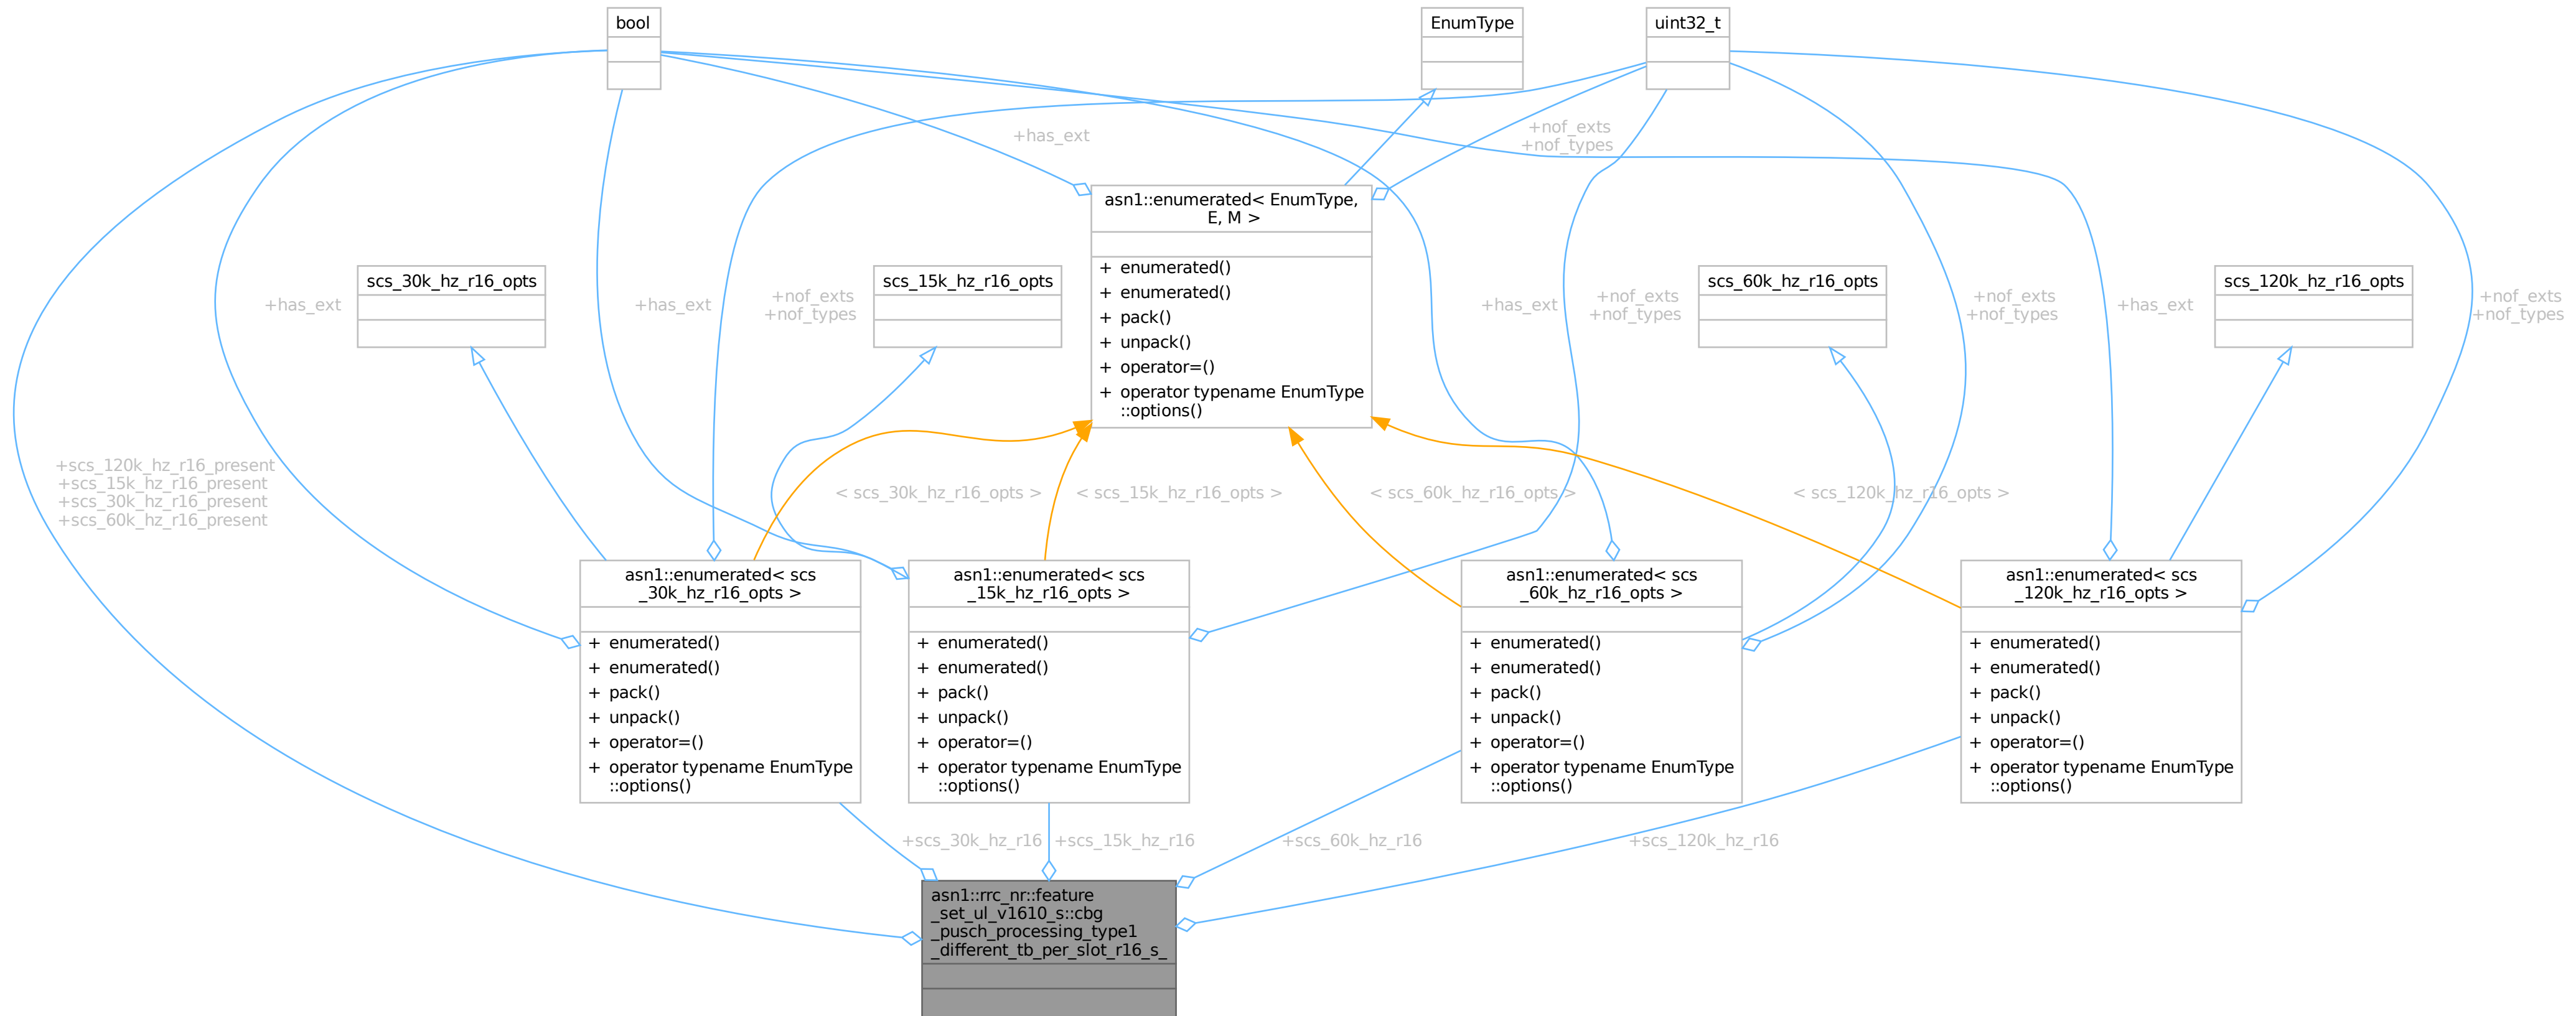 bool
EnumType
uint32_t
+has_ext
+nof_exts
+nof_types
asn1::enumerated< EnumType,
E, M >
+ enumerated()
+ enumerated()
+ pack()
+ unpack()
+ operator=()
+ operator typename EnumType
::options()
scs_30k_hz_r16_opts
scs_15k_hz_r16_opts
scs_60k_hz_r16_opts
scs_120k_hz_r16_opts
+has_ext
+has_ext
+nof_exts
+nof_types
+has_ext
+nof_exts
+nof_types
+nof_exts
+nof_types
+has_ext
+nof_exts
+nof_types
+scs_120k_hz_r16_present
+scs_15k_hz_r16_present
+scs_30k_hz_r16_present
+scs_60k_hz_r16_present
< scs_30k_hz_r16_opts >
< scs_15k_hz_r16_opts >
< scs_60k_hz_r16_opts >
< scs_120k_hz_r16_opts >
asn1::enumerated< scs
_30k_hz_r16_opts >
+ enumerated()
+ enumerated()
+ pack()
+ unpack()
+ operator=()
+ operator typename EnumType
::options()
asn1::enumerated< scs
_15k_hz_r16_opts >
+ enumerated()
+ enumerated()
+ pack()
+ unpack()
+ operator=()
+ operator typename EnumType
::options()
asn1::enumerated< scs
_60k_hz_r16_opts >
+ enumerated()
+ enumerated()
+ pack()
+ unpack()
+ operator=()
+ operator typename EnumType
::options()
asn1::enumerated< scs
_120k_hz_r16_opts >
+ enumerated()
+ enumerated()
+ pack()
+ unpack()
+ operator=()
+ operator typename EnumType
::options()
+scs_30k_hz_r16
+scs_15k_hz_r16
+scs_60k_hz_r16
+scs_120k_hz_r16
asn1::rrc_nr::feature
_set_ul_v1610_s::cbg
_pusch_processing_type1
_different_tb_per_slot_r16_s_